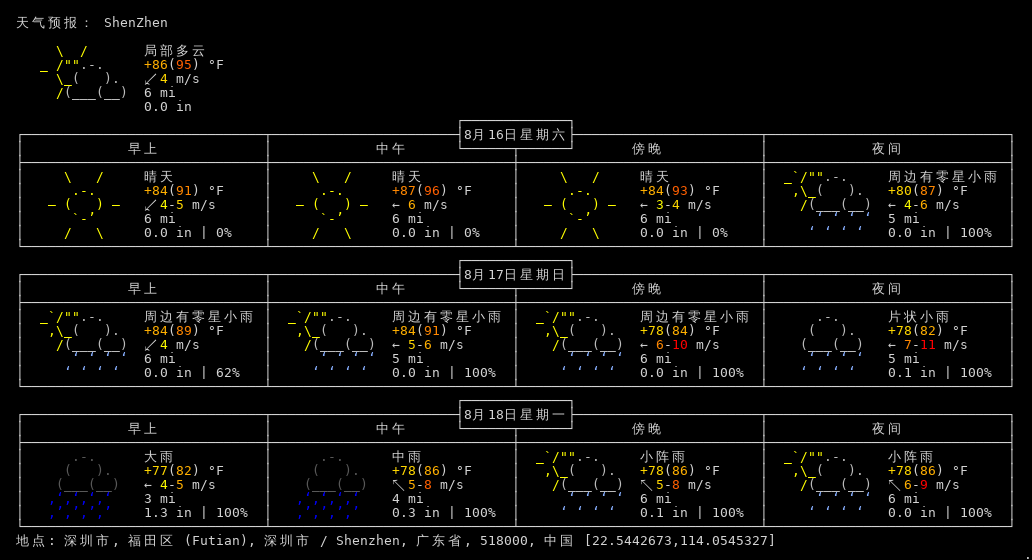 天气预报： ShenZhen
局部多云
+86(95) °F
↙4 m/s
6 mi
0.0 in
8月16日星期六
早上 中午 傍晚 夜间
晴天 晴天 晴天 周边有零星小雨
+84(91) °F +87(96) °F +84(93) °F +80(87) °F
↙4-5 m/s ← 6 m/s ← 3-4 m/s ← 4-6 m/s
6 mi 6 mi 6 mi 5 mi
0.0 in | 0% 0.0 in | 0% 0.0 in | 0% 0.0 in | 100%
8月17日星期日
早上 中午 傍晚 夜间
周边有零星小雨 周边有零星小雨 周边有零星小雨 片状小雨
+84(89) °F +84(91) °F +78(84) °F +78(82) °F
↙4 m/s ← 5-6 m/s ← 6-10 m/s ← 7-11 m/s
6 mi 5 mi 6 mi 5 mi
0.0 in | 62% 0.0 in | 100% 0.0 in | 100% 0.1 in | 100%
8月18日星期一
早上 中午 傍晚 夜间
大雨 中雨 小阵雨 小阵雨
+77(82) °F +78(86) °F +78(86) °F +78(86) °F
← 4-5 m/s ↖5-8 m/s ↖5-8 m/s ↖6-9 m/s
3 mi 4 mi 6 mi 6 mi
1.3 in | 100% 0.3 in | 100% 0.1 in | 100% 0.0 in | 100%
地点: 深圳市, 福田区 (Futian), 深圳市 / Shenzhen, 广东省, 518000, 中国 [22.5442673,114.0545327]